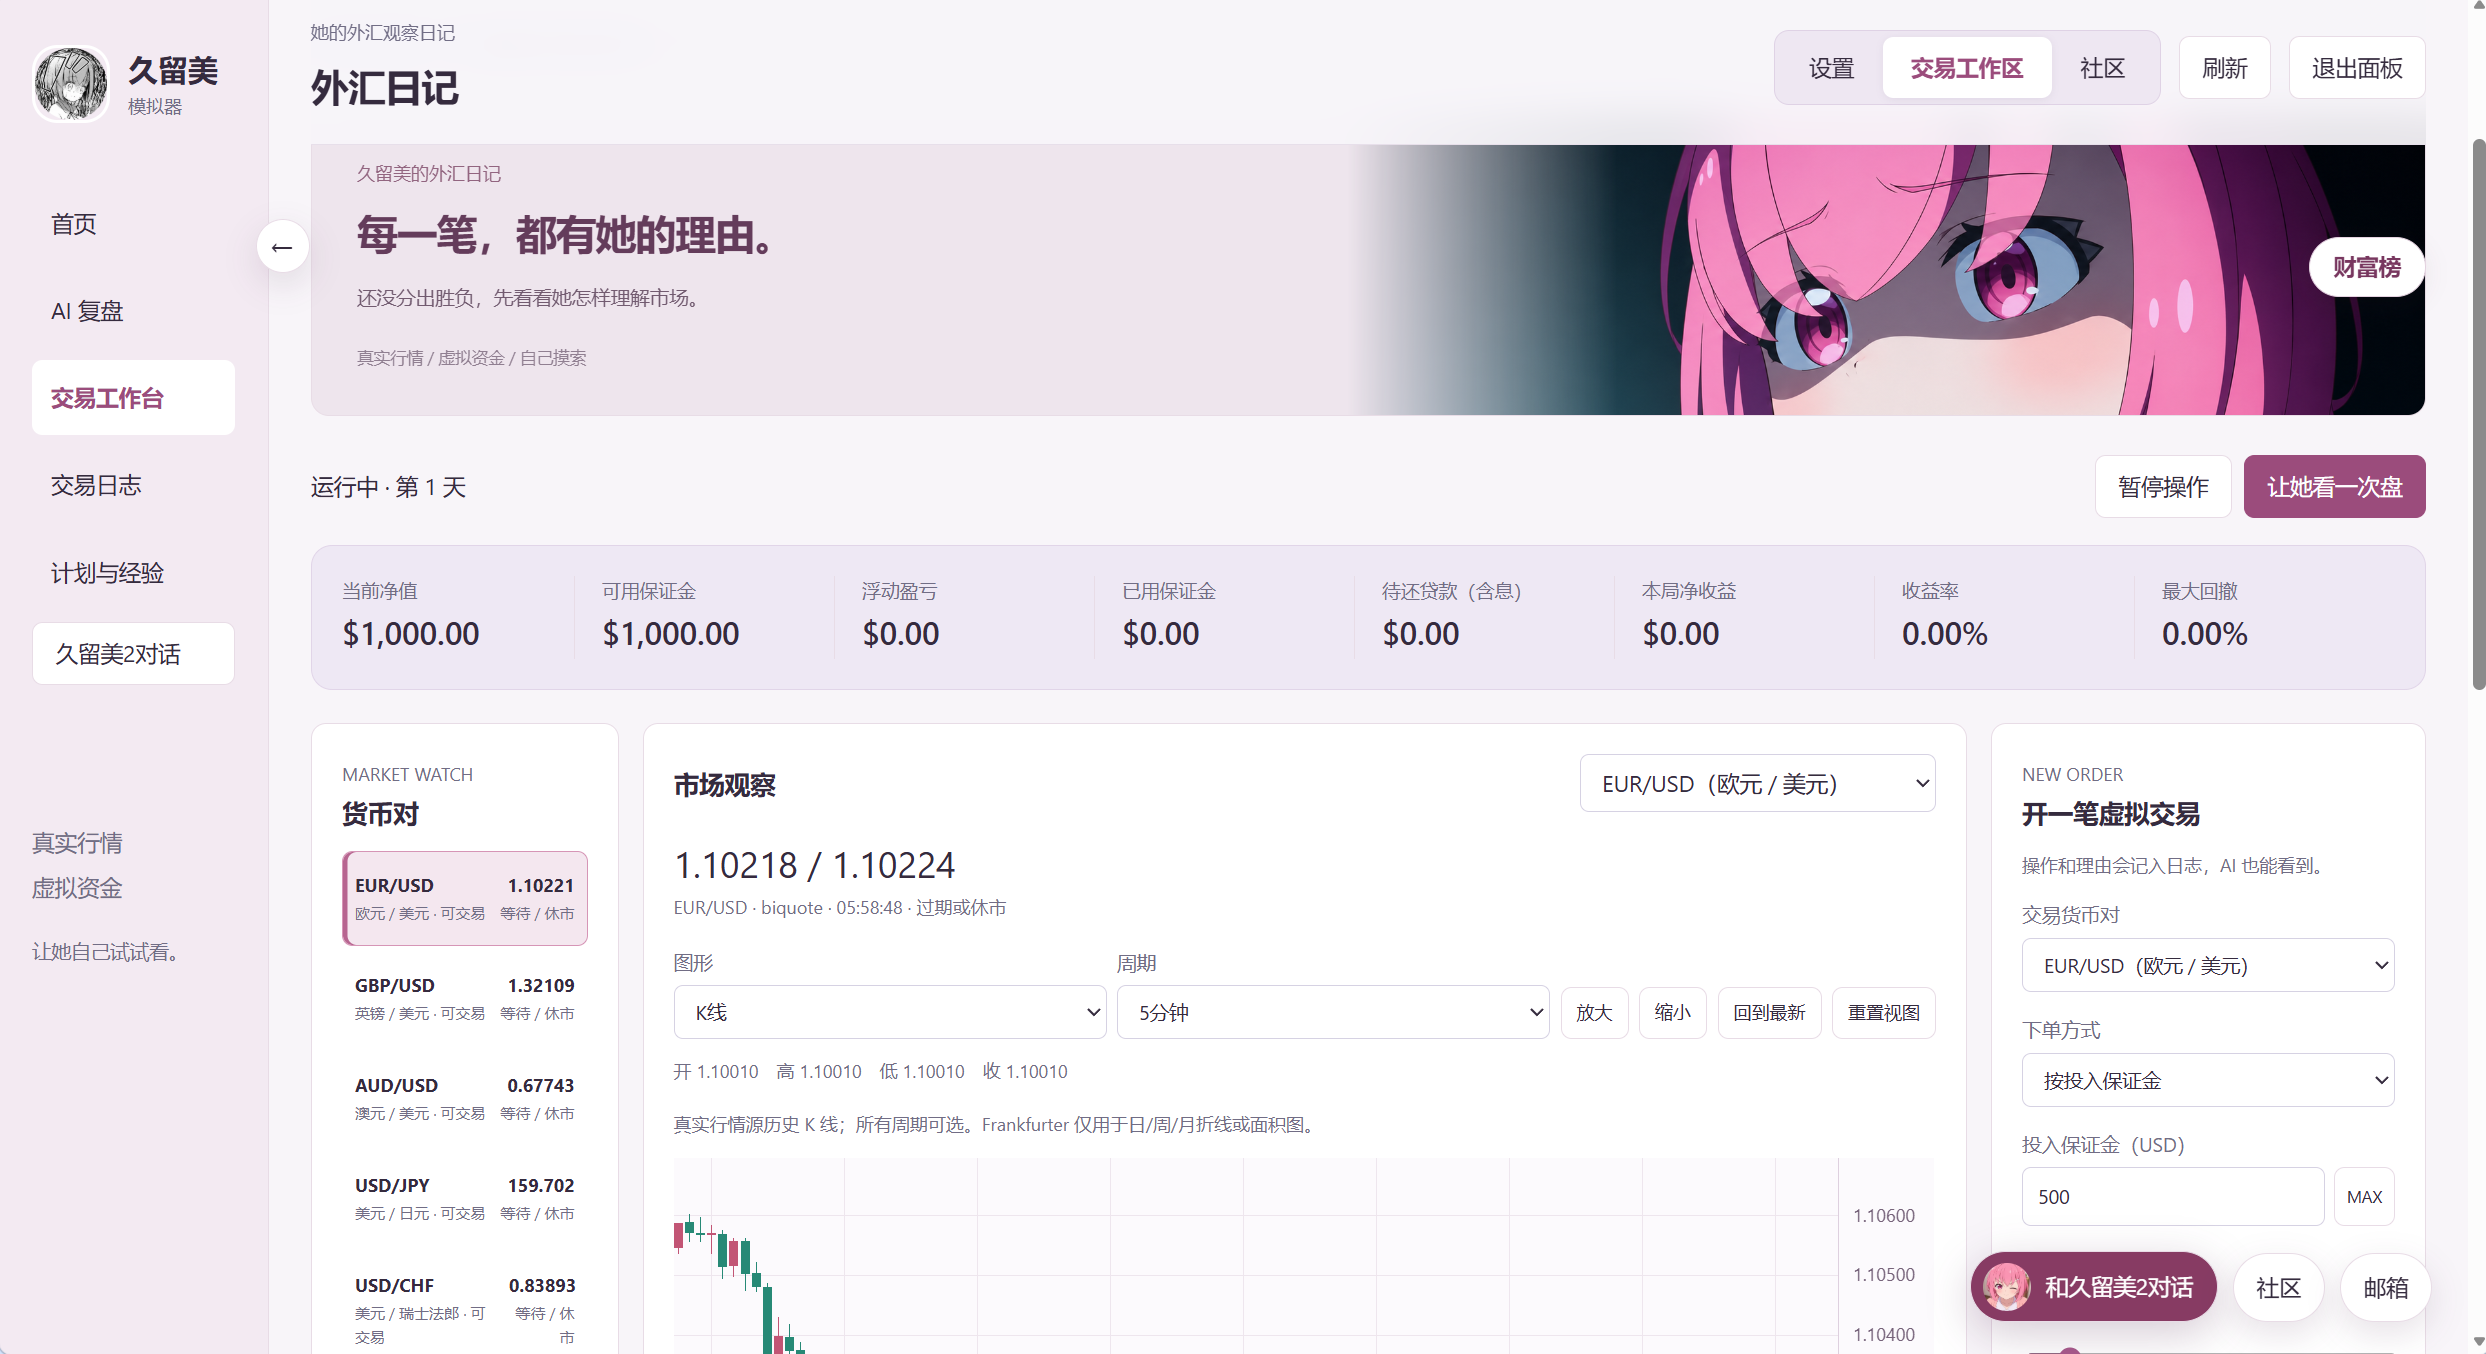 久留美
模拟器
首页
AI 复盘
交易工作台
交易日志
计划与经验
久留美2对话
真实行情
虚拟资金
让她自己试试看。
←
她的外汇观察日记
外汇日记
设置
交易工作区
社区
刷新
退出面板
久留美的外汇日记
每一笔，都有她的理由。
还没分出胜负，先看看她怎样理解市场。
真实行情 / 虚拟资金 / 自己摸索
财富榜
运行中 · 第 1 天
暂停操作
让她看一次盘
当前净值
$1,000.00
可用保证金
$1,000.00
浮动盈亏
$0.00
已用保证金
$0.00
待还贷款（含息）
$0.00
本局净收益
$0.00
收益率
0.00%
最大回撤
0.00%
MARKET WATCH
货币对
EUR/USD 1.10221
欧元 / 美元 · 可交易 等待 / 休市
GBP/USD 1.32109
英镑 / 美元 · 可交易 等待 / 休市
AUD/USD 0.67743
澳元 / 美元 · 可交易 等待 / 休市
USD/JPY 159.702
美元 / 日元 · 可交易 等待 / 休市
USD/CHF 0.83893
美元 / 瑞士法郎 · 可 等待 / 休
交易 市
市场观察
EUR/USD（欧元 / 美元）
1.10218 / 1.10224
EUR/USD · biquote · 05:58:48 · 过期或休市
图形
K线
周期
5分钟
放大
缩小
回到最新
重置视图
开 1.10010 高 1.10010 低 1.10010 收 1.10010
真实行情源历史 K 线；所有周期可选。Frankfurter 仅用于日/周/月折线或面积图。
1.10600
1.10500
1.10400
NEW ORDER
开一笔虚拟交易
操作和理由会记入日志，AI 也能看到。
交易货币对
EUR/USD（欧元 / 美元）
下单方式
按投入保证金
投入保证金（USD）
500
MAX
和久留美2对话
社区
邮箱